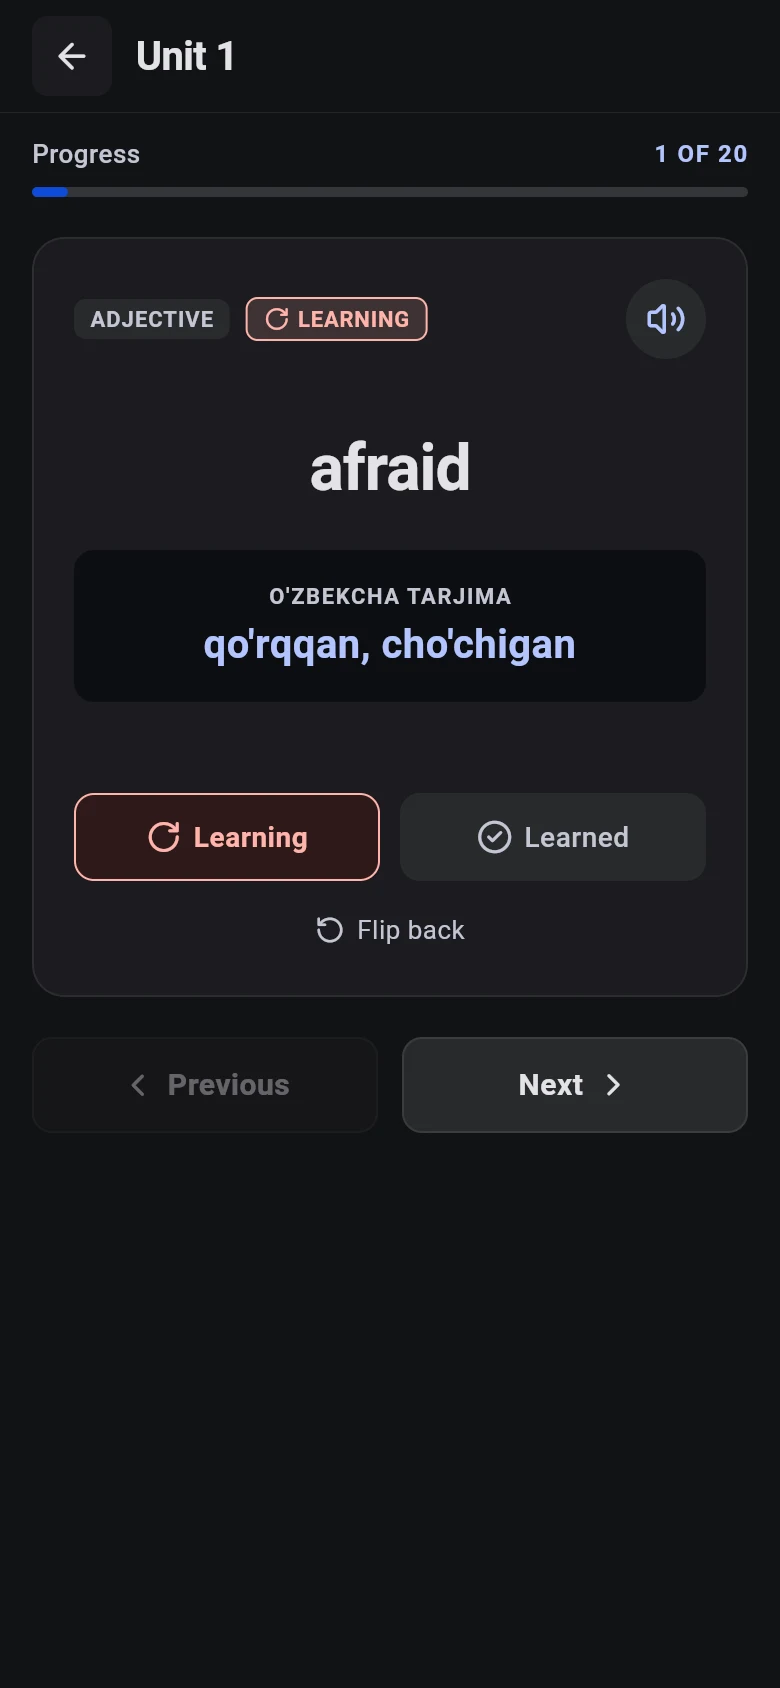 Unit 1
Progress
1 OF 20
ADJECTIVE
LEARNING
afraid
O'ZBEKCHA TARJIMA
qo'rqqan, cho'chigan
Learning
Learned
Flip back
Previous
Next